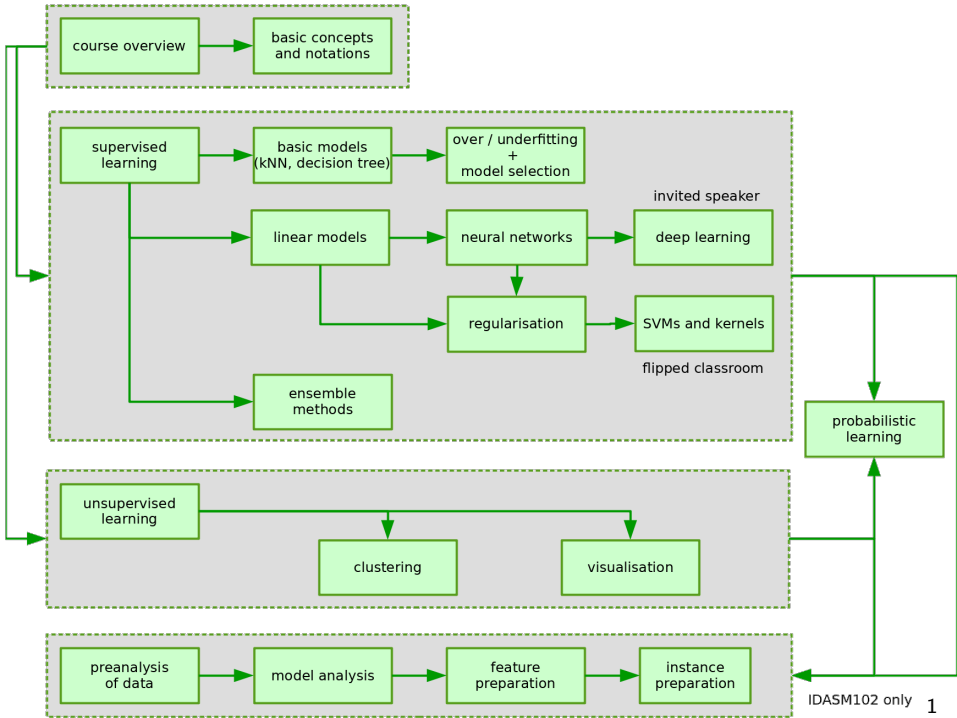 course overview
basic concepts
and notations
supervised
learning
basic models
(kNN, decision tree)
over / underfitting
+
model selection
invited speaker
linear models
neural networks
deep learning
regularisation
SVMs and kernels
flipped classroom
ensemble
methods
probabilistic
learning
unsupervised
learning
clustering
visualisation
preanalysis
of data
model analysis
feature
preparation
instance
preparation
IDASM102 only
1